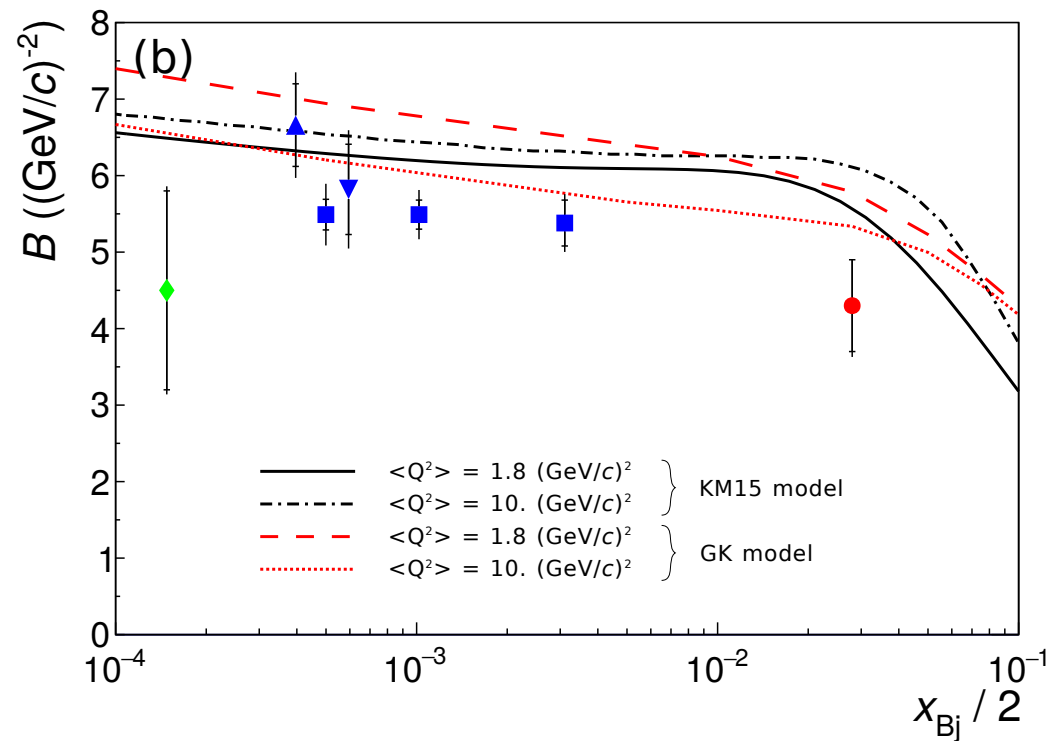 (b)
B ((GeV/c)⁻²)
8
7
6
5
4
3
2
1
0
10⁻⁴
10⁻³
10⁻²
10⁻¹
x_Bj / 2
<Q²> = 1.8 (GeV/c)²
<Q²> = 10. (GeV/c)²
KM15 model
<Q²> = 1.8 (GeV/c)²
<Q²> = 10. (GeV/c)²
GK model